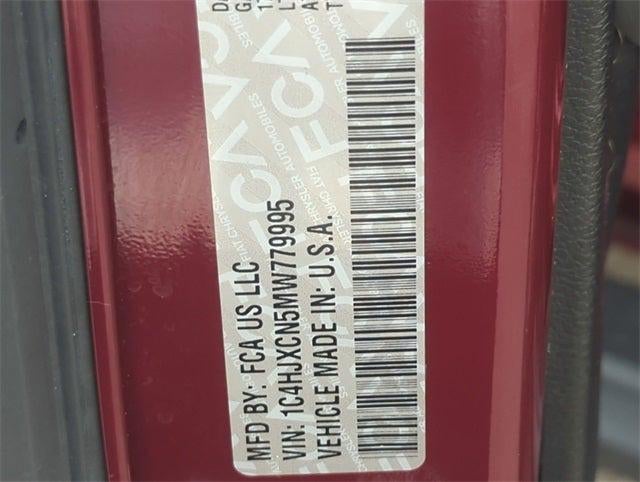 MFD BY: FCA US LLC
VIN: 1C4HJXCN5MW779995
VEHICLE MADE IN: U.S.A.